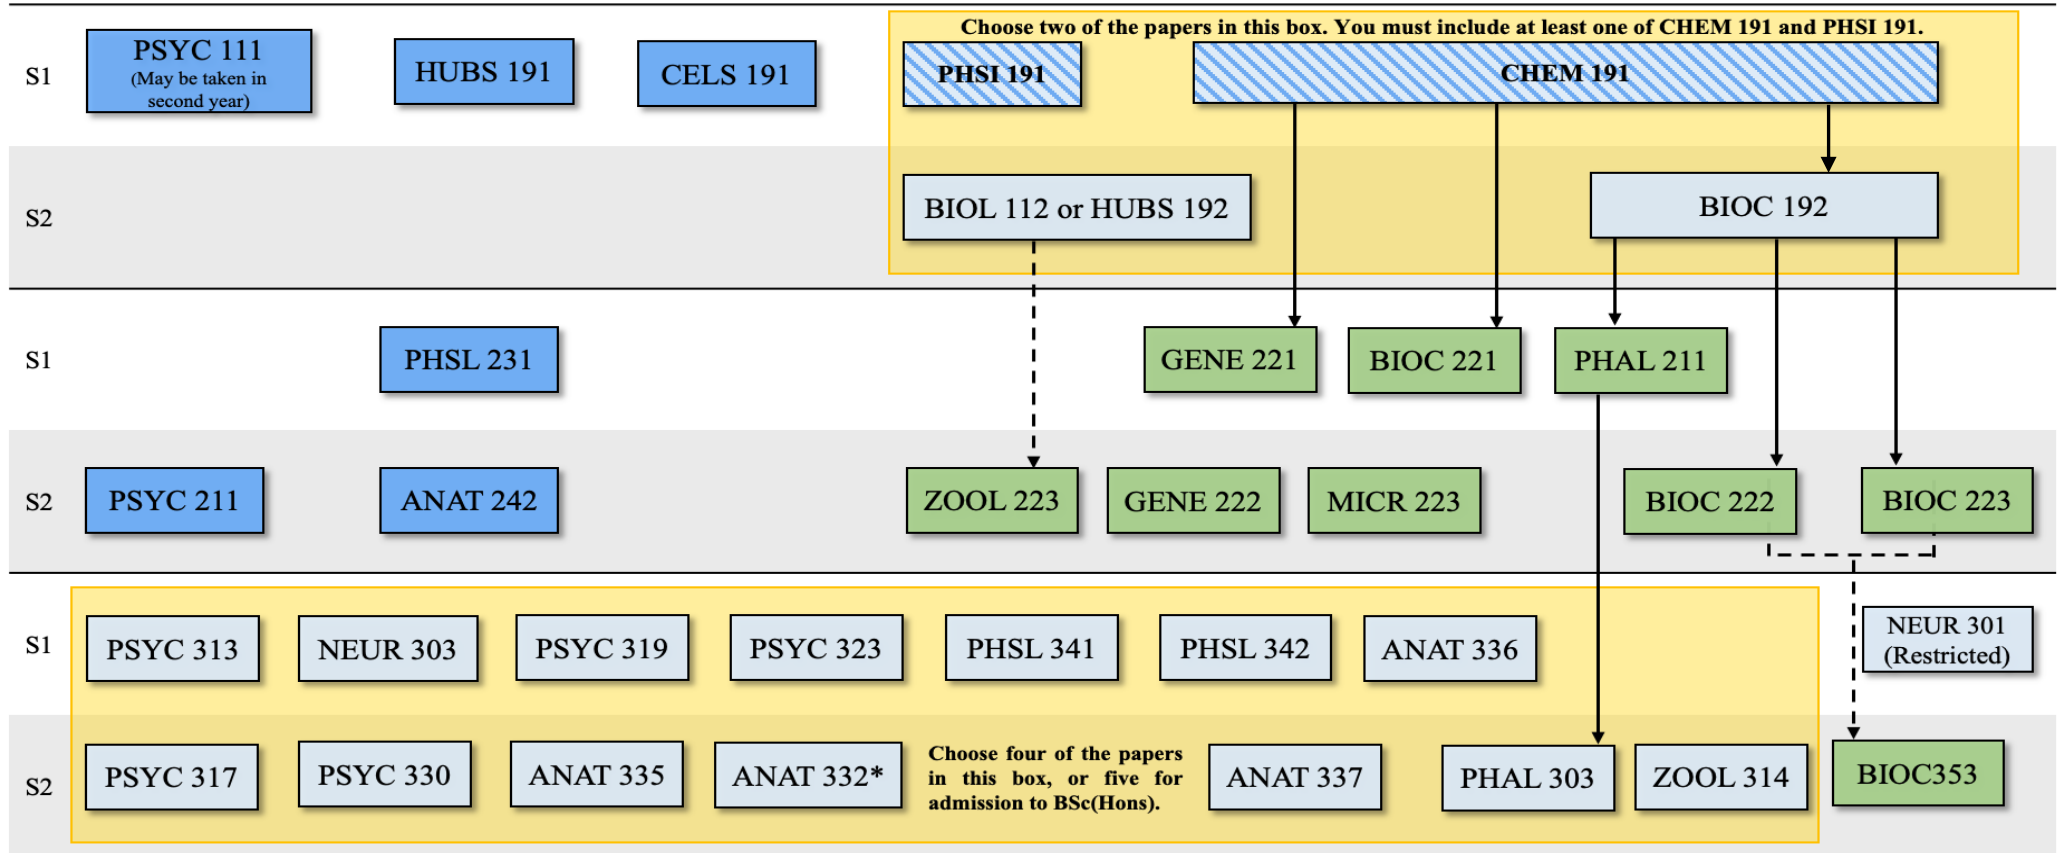 Choose two of the papers in this box. You must include at least one of CHEM 191 and PHSI 191.
S1
PSYC 111
(May be taken in
second year)
HUBS 191
CELS 191
PHSI 191
CHEM 191
S2
BIOL 112 or HUBS 192
BIOC 192
S1
PHSL 231
GENE 221
BIOC 221
PHAL 211
S2
PSYC 211
ANAT 242
ZOOL 223
GENE 222
MICR 223
BIOC 222
BIOC 223
S1
PSYC 313
NEUR 303
PSYC 319
PSYC 323
PHSL 341
PHSL 342
ANAT 336
NEUR 301
(Restricted)
S2
PSYC 317
PSYC 330
ANAT 335
ANAT 332*
Choose four of the papers
in this box, or five for
admission to BSc(Hons).
ANAT 337
PHAL 303
ZOOL 314
BIOC353